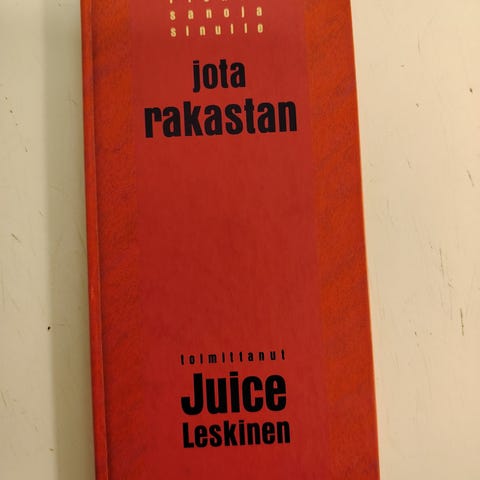 sanoja
sinulle
jota
rakastan
toimittanut
Juice
Leskinen